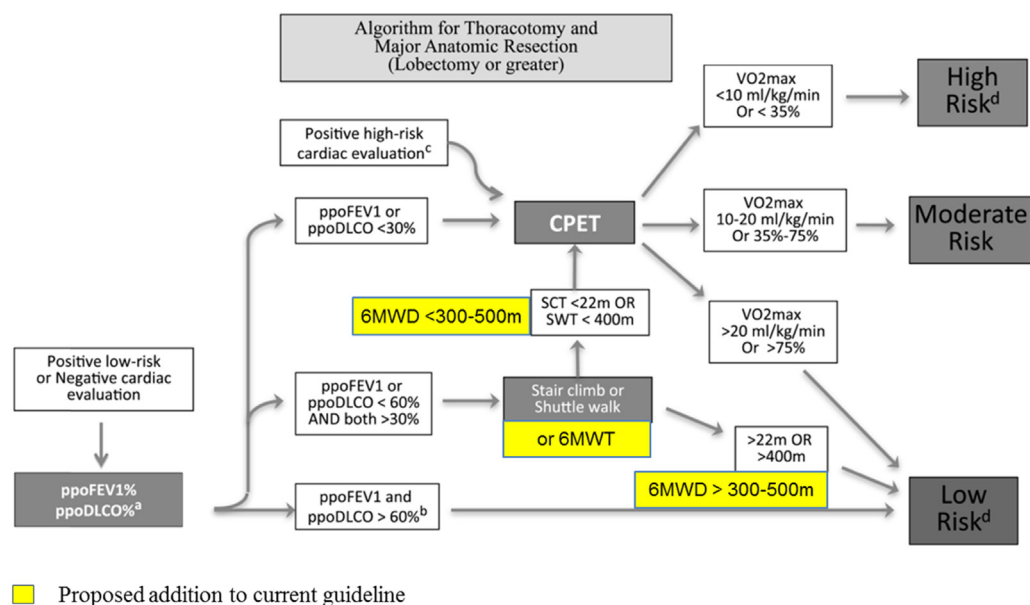 Algorithm for Thoracotomy and
Major Anatomic Resection
(Lobectomy or greater)
VO2max
<10 ml/kg/min
Or < 35%
High
Riskd
Positive high-risk
cardiac evaluationc
ppoFEV1 or
ppoDLCO <30%
CPET
VO2max
10-20 ml/kg/min
Or 35%-75%
Moderate
Risk
6MWD <300-500m
SCT <22m OR
SWT < 400m
VO2max
>20 ml/kg/min
Or >75%
Positive low-risk
or Negative cardiac
evaluation
ppoFEV1 or
ppoDLCO < 60%
AND both >30%
Stair climb or
Shuttle walk
or 6MWT
>22m OR
>400m
6MWD > 300-500m
ppoFEV1%
ppoDLCO%a
ppoFEV1 and
ppoDLCO > 60%b
Low
Riskd
Proposed addition to current guideline